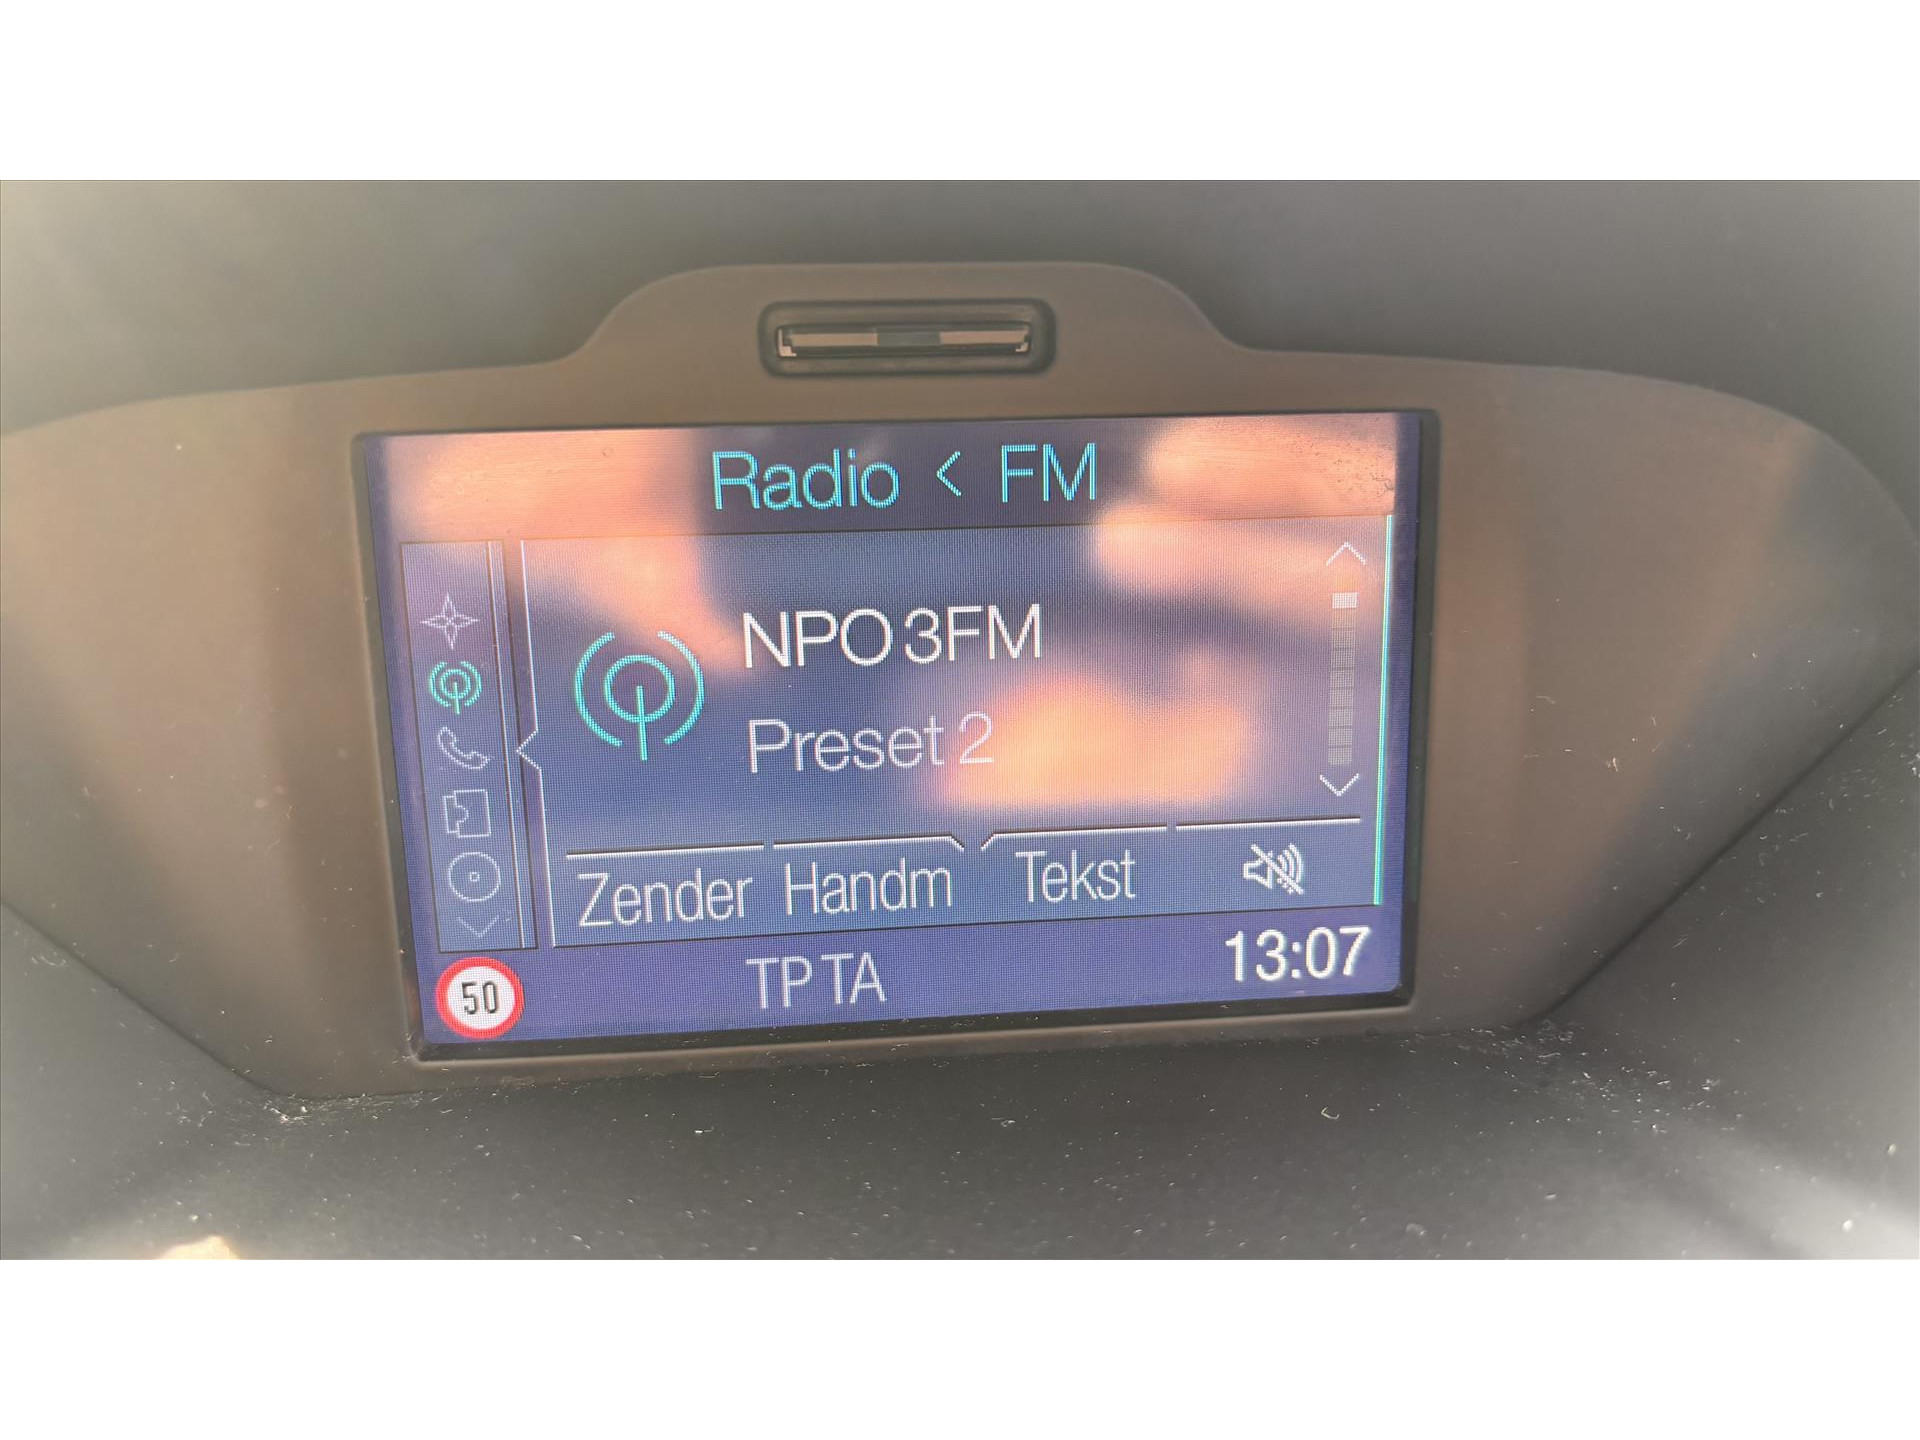 Radio < FM
NPO 3FM
Preset 2
Zender Handm Tekst
50 TP TA 13:07